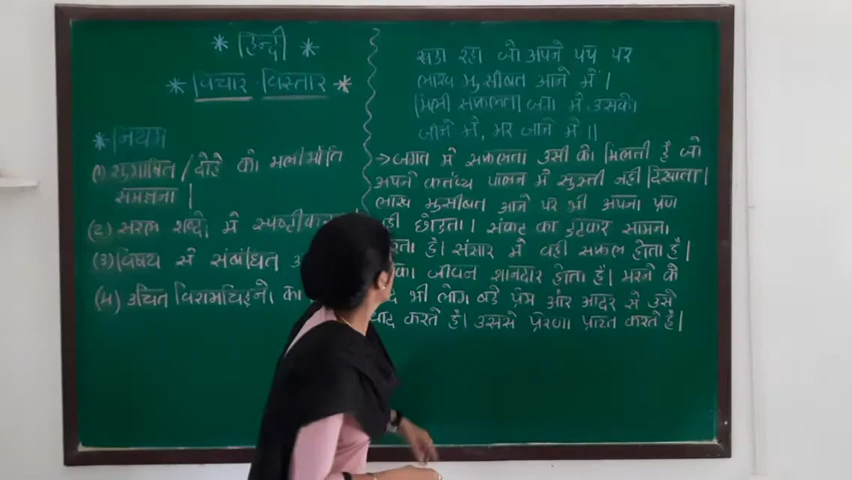 * हिन्दी *
* विचार विस्तार *
* नियम
(1) सुभाषित / दोहे को भलीभाँति
समझना |
(2) सरल शब्दो में स्पष्टीकरण
(3) विषय से संबंधित
(4) उचित विरामचिह्नो का
खडा रहा जो अपने पथ पर
लाख मुसीबत आने में |
मिली सफलता जग में उसको
जीने में, मर जाने में ||
→ जगत में सफलता उसी को मिलती है जो
अपने कर्तव्य पालन में सुस्ती नहीं दिखाता |
लाख मुसीबत आने पर भी अपना प्रण
छोडता | संकट का डटकर सामना
करता है | संसार में वही सफल होता है |
जीवन शानदार होता है | मरने के
भी लोग बडे प्रेम और आदर से उसे
याद करते है | उससे प्रेरणा प्राप्त करते है |